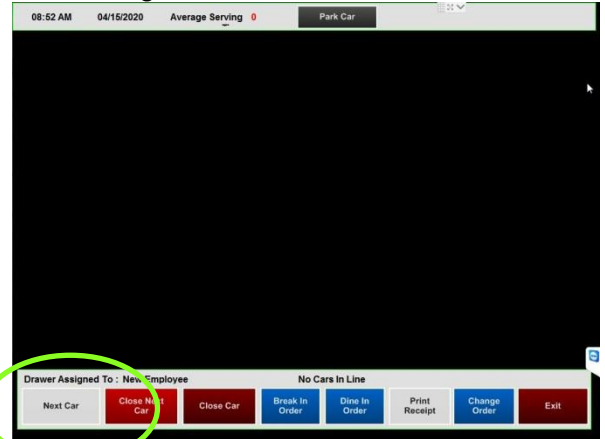 08:52 AM 04/15/2020 Average Serving 0 Park Car
Drawer Assigned To : New Employee No Cars In Line
Next Car
Close Next
Car
Close Car
Break In
Order
Dine In
Order
Print
Receipt
Change
Order
Exit